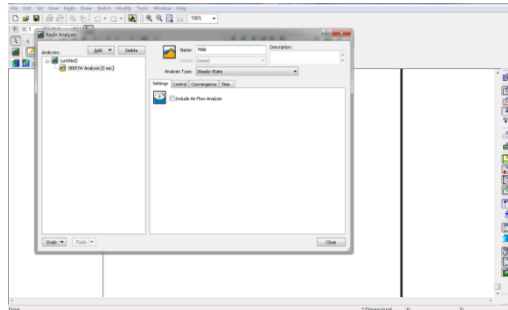 File Edit Set View KeyIn Draw Sketch Modify Tools Window Help
100%
KeyIn Analysis
Analyses:
Add
Delete
(untitled)
SEEP/W Analysis [0 sec]
Name:
Description:
Parent:
(none)
Analysis Type:
Steady-State
Settings
Control
Convergence
Time
Include Air Flow Analysis
Undo
Redo
Close